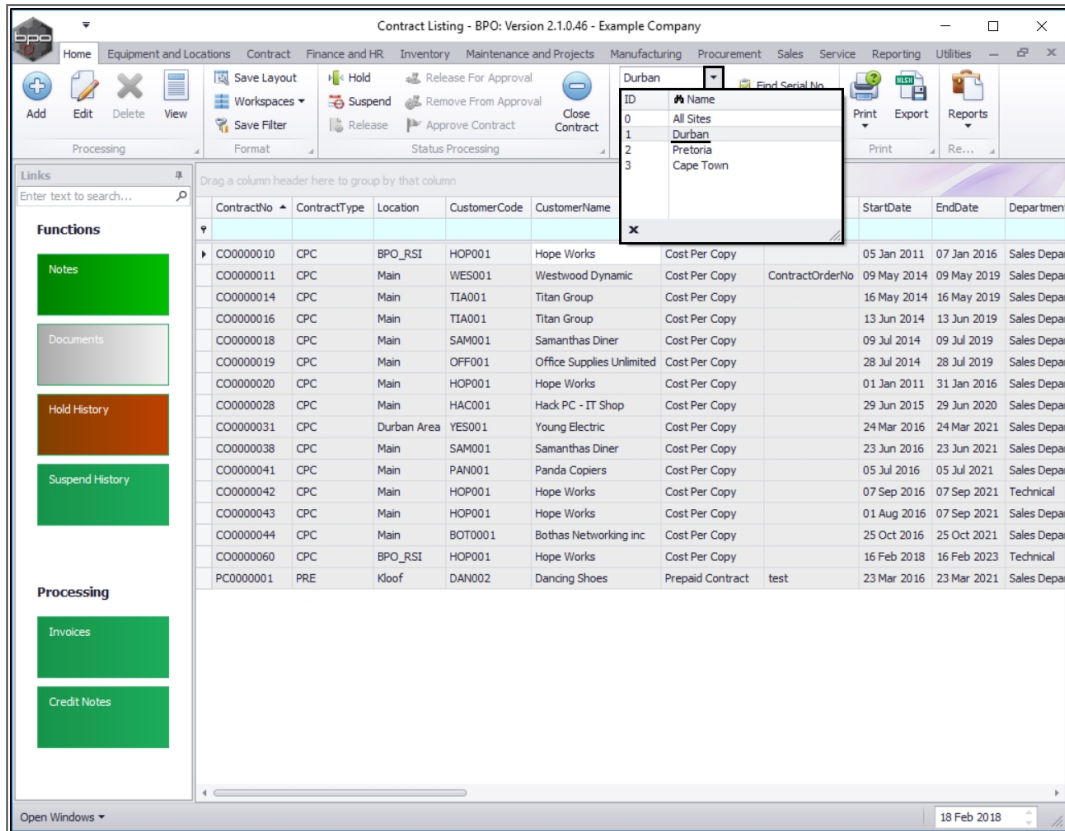 Contract Listing - BPO: Version 2.1.0.46 - Example Company
bpo
Home Equipment and Locations Contract Finance and HR Inventory Maintenance and Projects Manufacturing Procurement Sales Service Reporting Utilities
Add Edit Delete View
Processing
Save Layout
Workspaces
Save Filter
Format
Hold
Suspend
Release
Release For Approval
Remove From Approval
Approve Contract
Close Contract
Status Processing
Durban
Find Serial No
ID Name
0 All Sites
1 Durban
2 Pretoria
3 Cape Town
Print Export
Print
Reports
Re...
Links
Enter text to search...
Functions
Notes
Documents
Hold History
Suspend History
Processing
Invoices
Credit Notes
Drag a column header here to group by that column
ContractNo ContractType Location CustomerCode CustomerName StartDate EndDate Department
CO0000010 CPC BPO_RSI HOP001 Hope Works Cost Per Copy 05 Jan 2011 07 Jan 2016 Sales Depa
CO0000011 CPC Main WES001 Westwood Dynamic Cost Per Copy ContractOrderNo 09 May 2014 09 May 2019 Sales Depa
CO0000014 CPC Main TIA001 Titan Group Cost Per Copy 16 May 2014 16 May 2019 Sales Depa
CO0000016 CPC Main TIA001 Titan Group Cost Per Copy 13 Jun 2014 13 Jun 2019 Sales Depa
CO0000018 CPC Main SAM001 Samanthas Diner Cost Per Copy 09 Jul 2014 09 Jul 2019 Sales Depa
CO0000019 CPC Main OFF001 Office Supplies Unlimited Cost Per Copy 28 Jul 2014 28 Jul 2019 Sales Depa
CO0000020 CPC Main HOP001 Hope Works Cost Per Copy 01 Jan 2011 31 Jan 2016 Sales Depa
CO0000028 CPC Main HAC001 Hack PC - IT Shop Cost Per Copy 29 Jun 2015 29 Jun 2020 Sales Depa
CO0000031 CPC Durban Area YES001 Young Electric Cost Per Copy 24 Mar 2016 24 Mar 2021 Sales Depa
CO0000038 CPC Main SAM001 Samanthas Diner Cost Per Copy 23 Jun 2016 23 Jun 2021 Sales Depa
CO0000041 CPC Main PAN001 Panda Copiers Cost Per Copy 05 Jul 2016 05 Jul 2021 Sales Depa
CO0000042 CPC Main HOP001 Hope Works Cost Per Copy 07 Sep 2016 07 Sep 2021 Technical
CO0000043 CPC Main HOP001 Hope Works Cost Per Copy 01 Aug 2016 07 Sep 2021 Sales Depa
CO0000044 CPC Main BOT0001 Bothas Networking inc Cost Per Copy 25 Oct 2016 25 Oct 2021 Sales Depa
CO0000060 CPC BPO_RSI HOP001 Hope Works Cost Per Copy 16 Feb 2018 16 Feb 2023 Technical
PC0000001 PRE Kloof DAN002 Dancing Shoes Prepaid Contract test 23 Mar 2016 23 Mar 2021 Sales Depa
Open Windows
18 Feb 2018